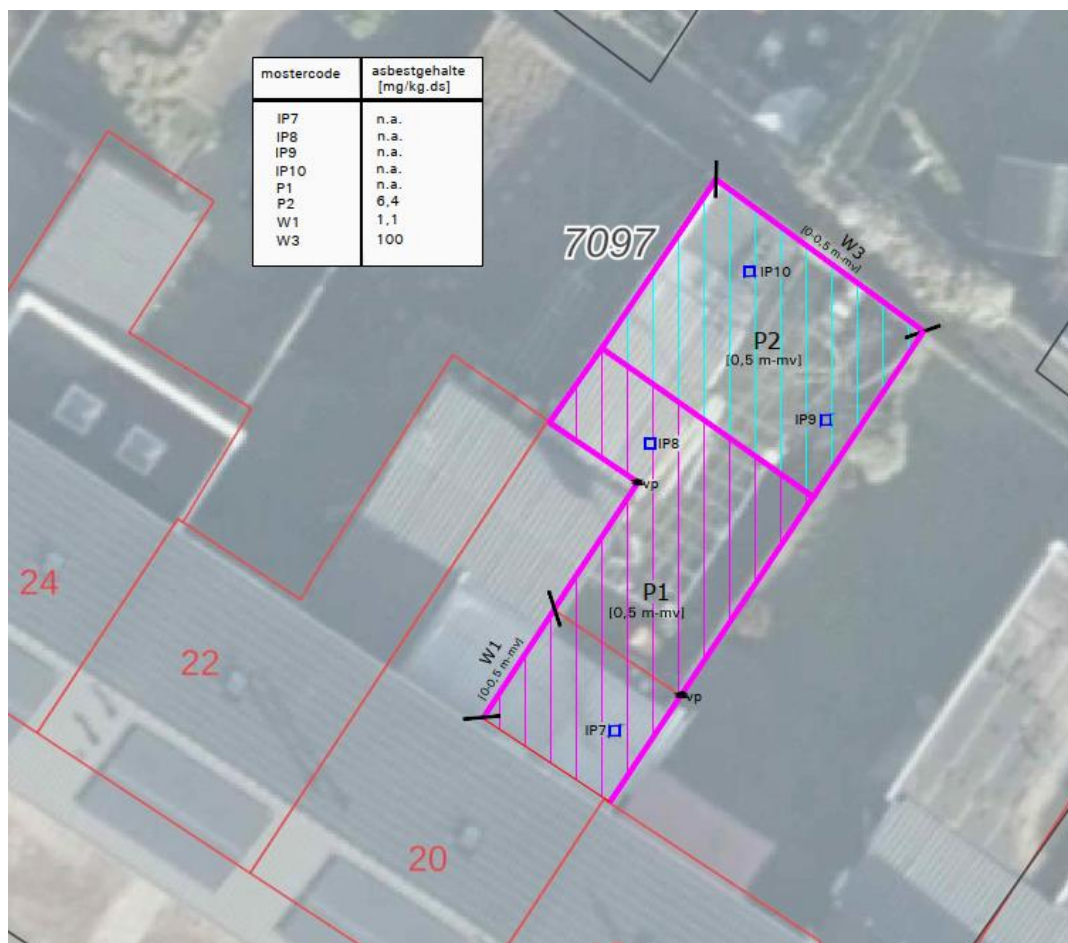 mostercode asbestgehalte
[mg/kg.ds]
IP7 n.a.
IP8 n.a.
IP9 n.a.
IP10 n.a.
P1 n.a.
P2 6,4
W1 1,1
W3 100
7097
W3
[0-0,5 m-mv]
IP10
P2
[0,5 m-mv]
IP9
IP8
vp
P1
[0,5 m-mv]
W1
[0-0,5 m-mv]
vp
IP7
24
22
20